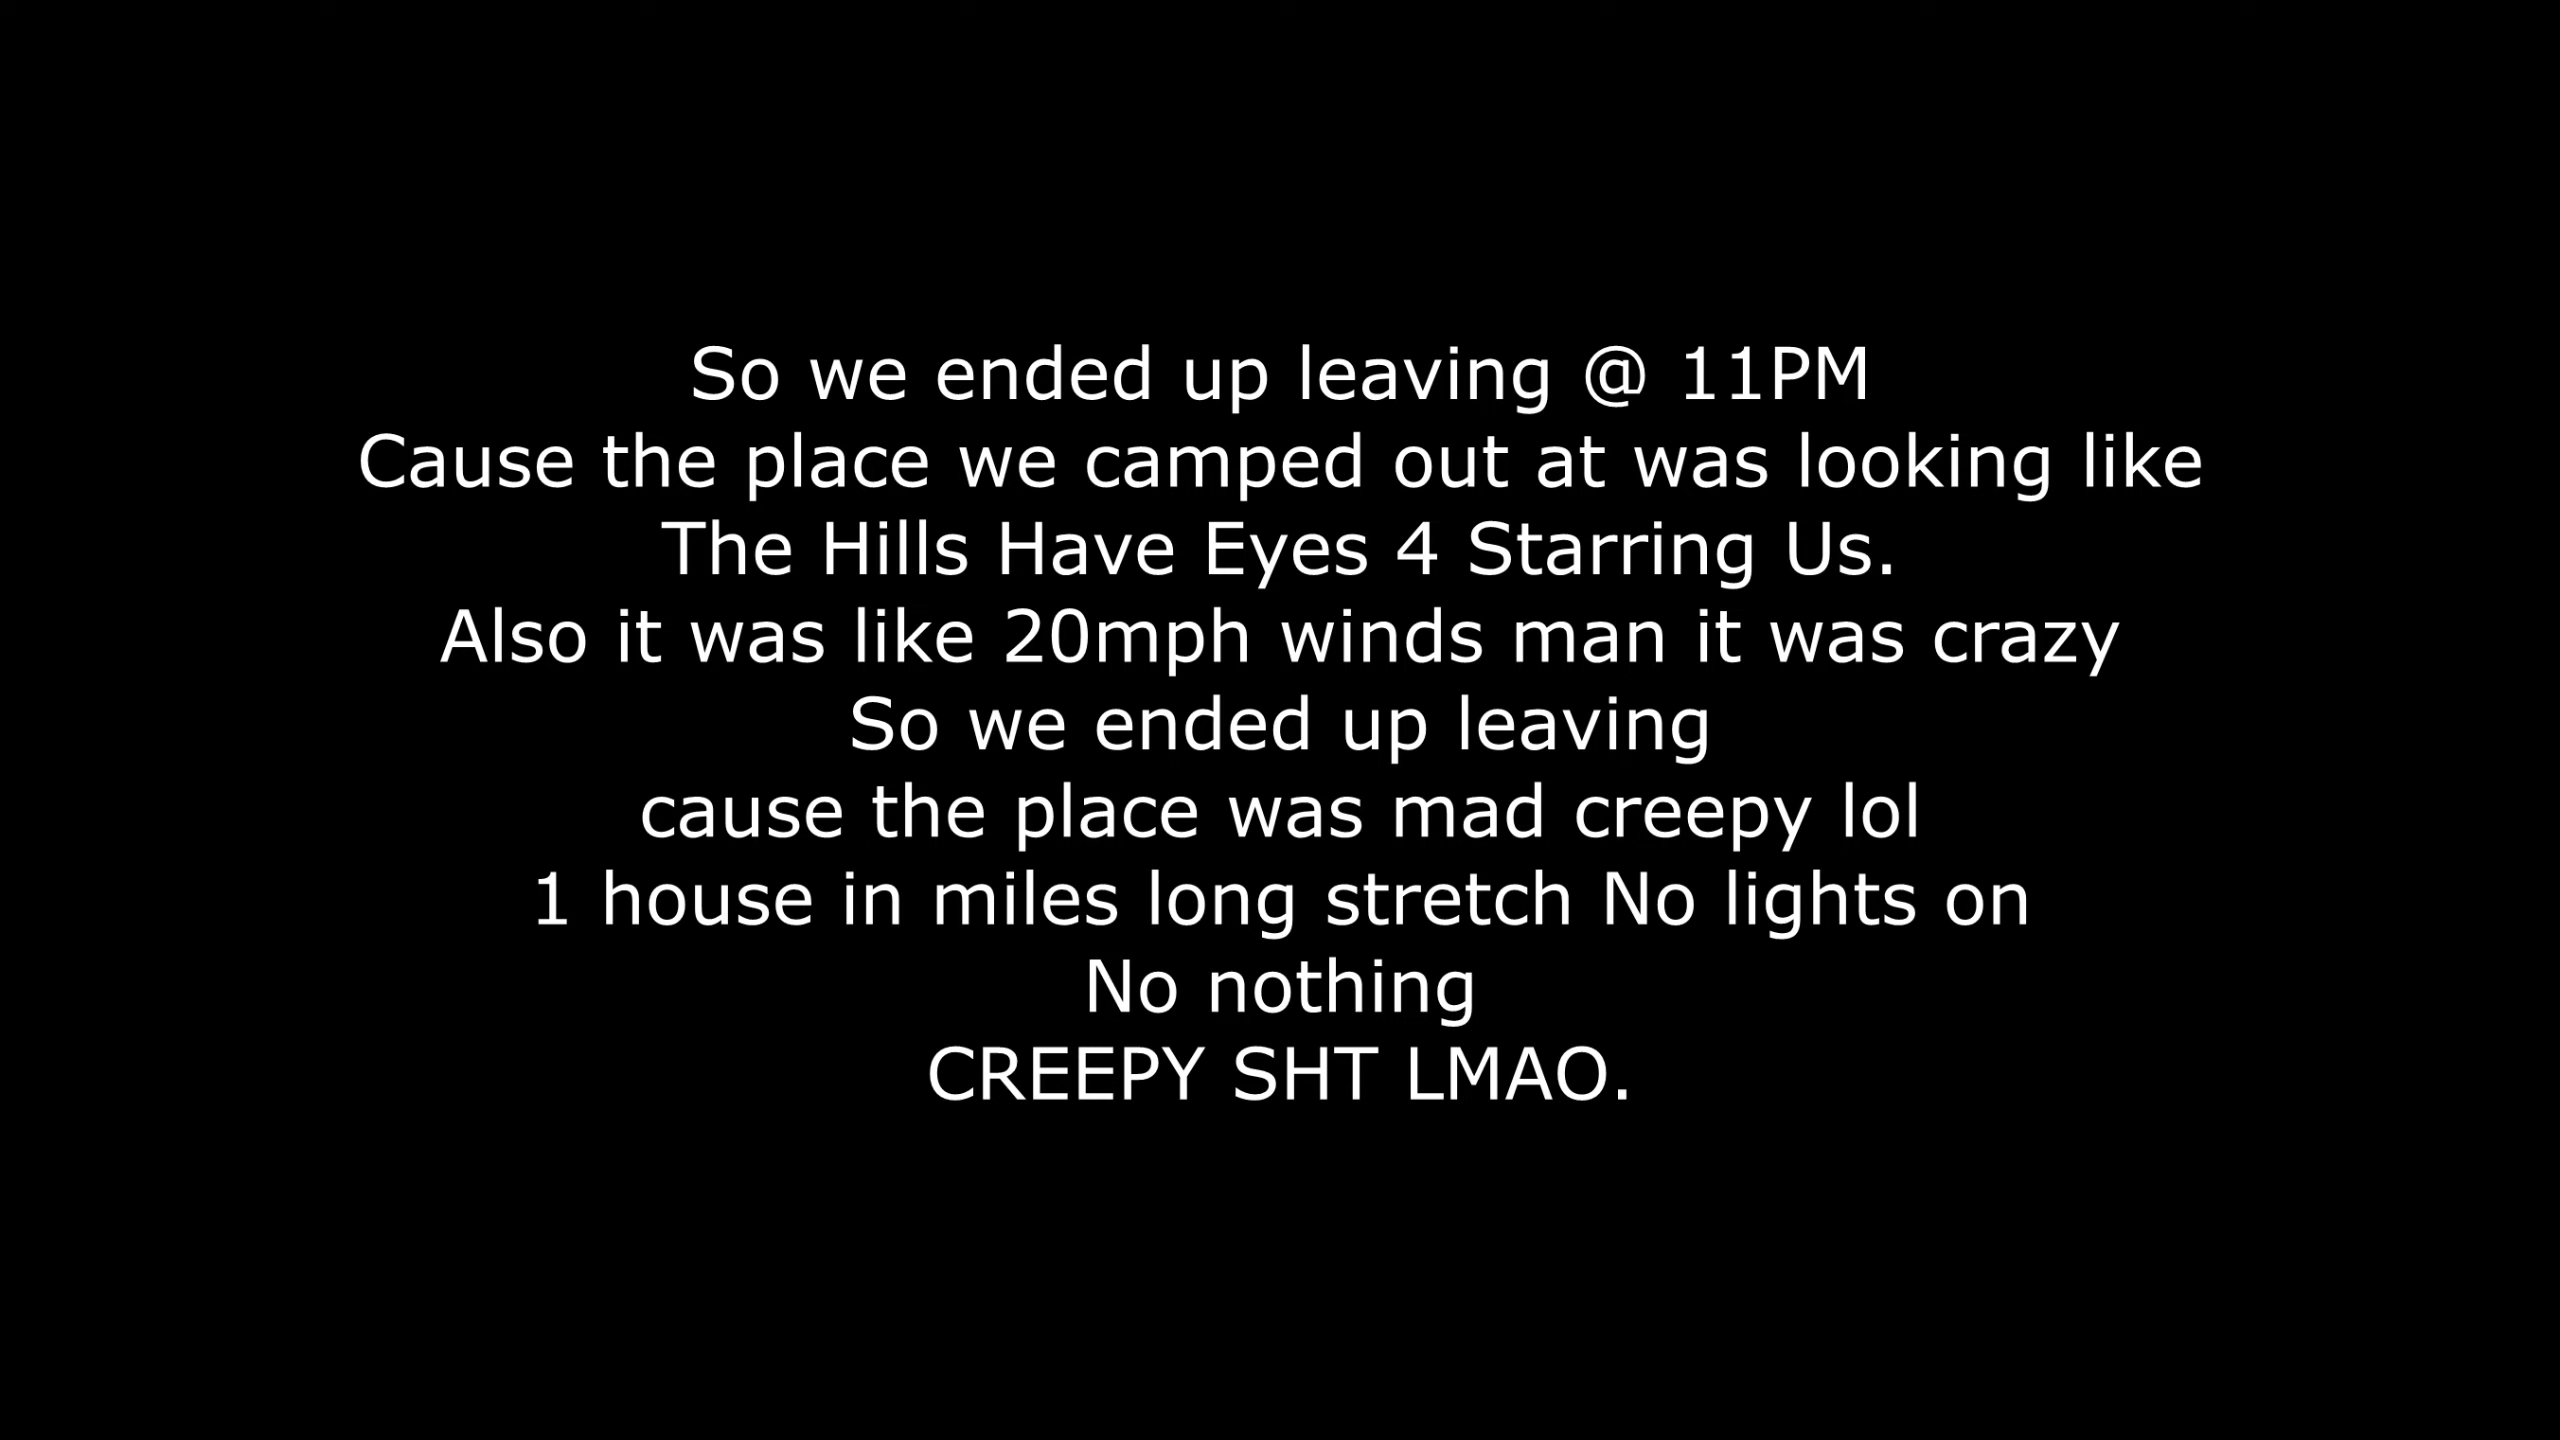 So we ended up leaving @ 11PM
Cause the place we camped out at was looking like
The Hills Have Eyes 4 Starring Us.
Also it was like 20mph winds man it was crazy
So we ended up leaving
cause the place was mad creepy lol
1 house in miles long stretch No lights on
No nothing
CREEPY SHT LMAO.